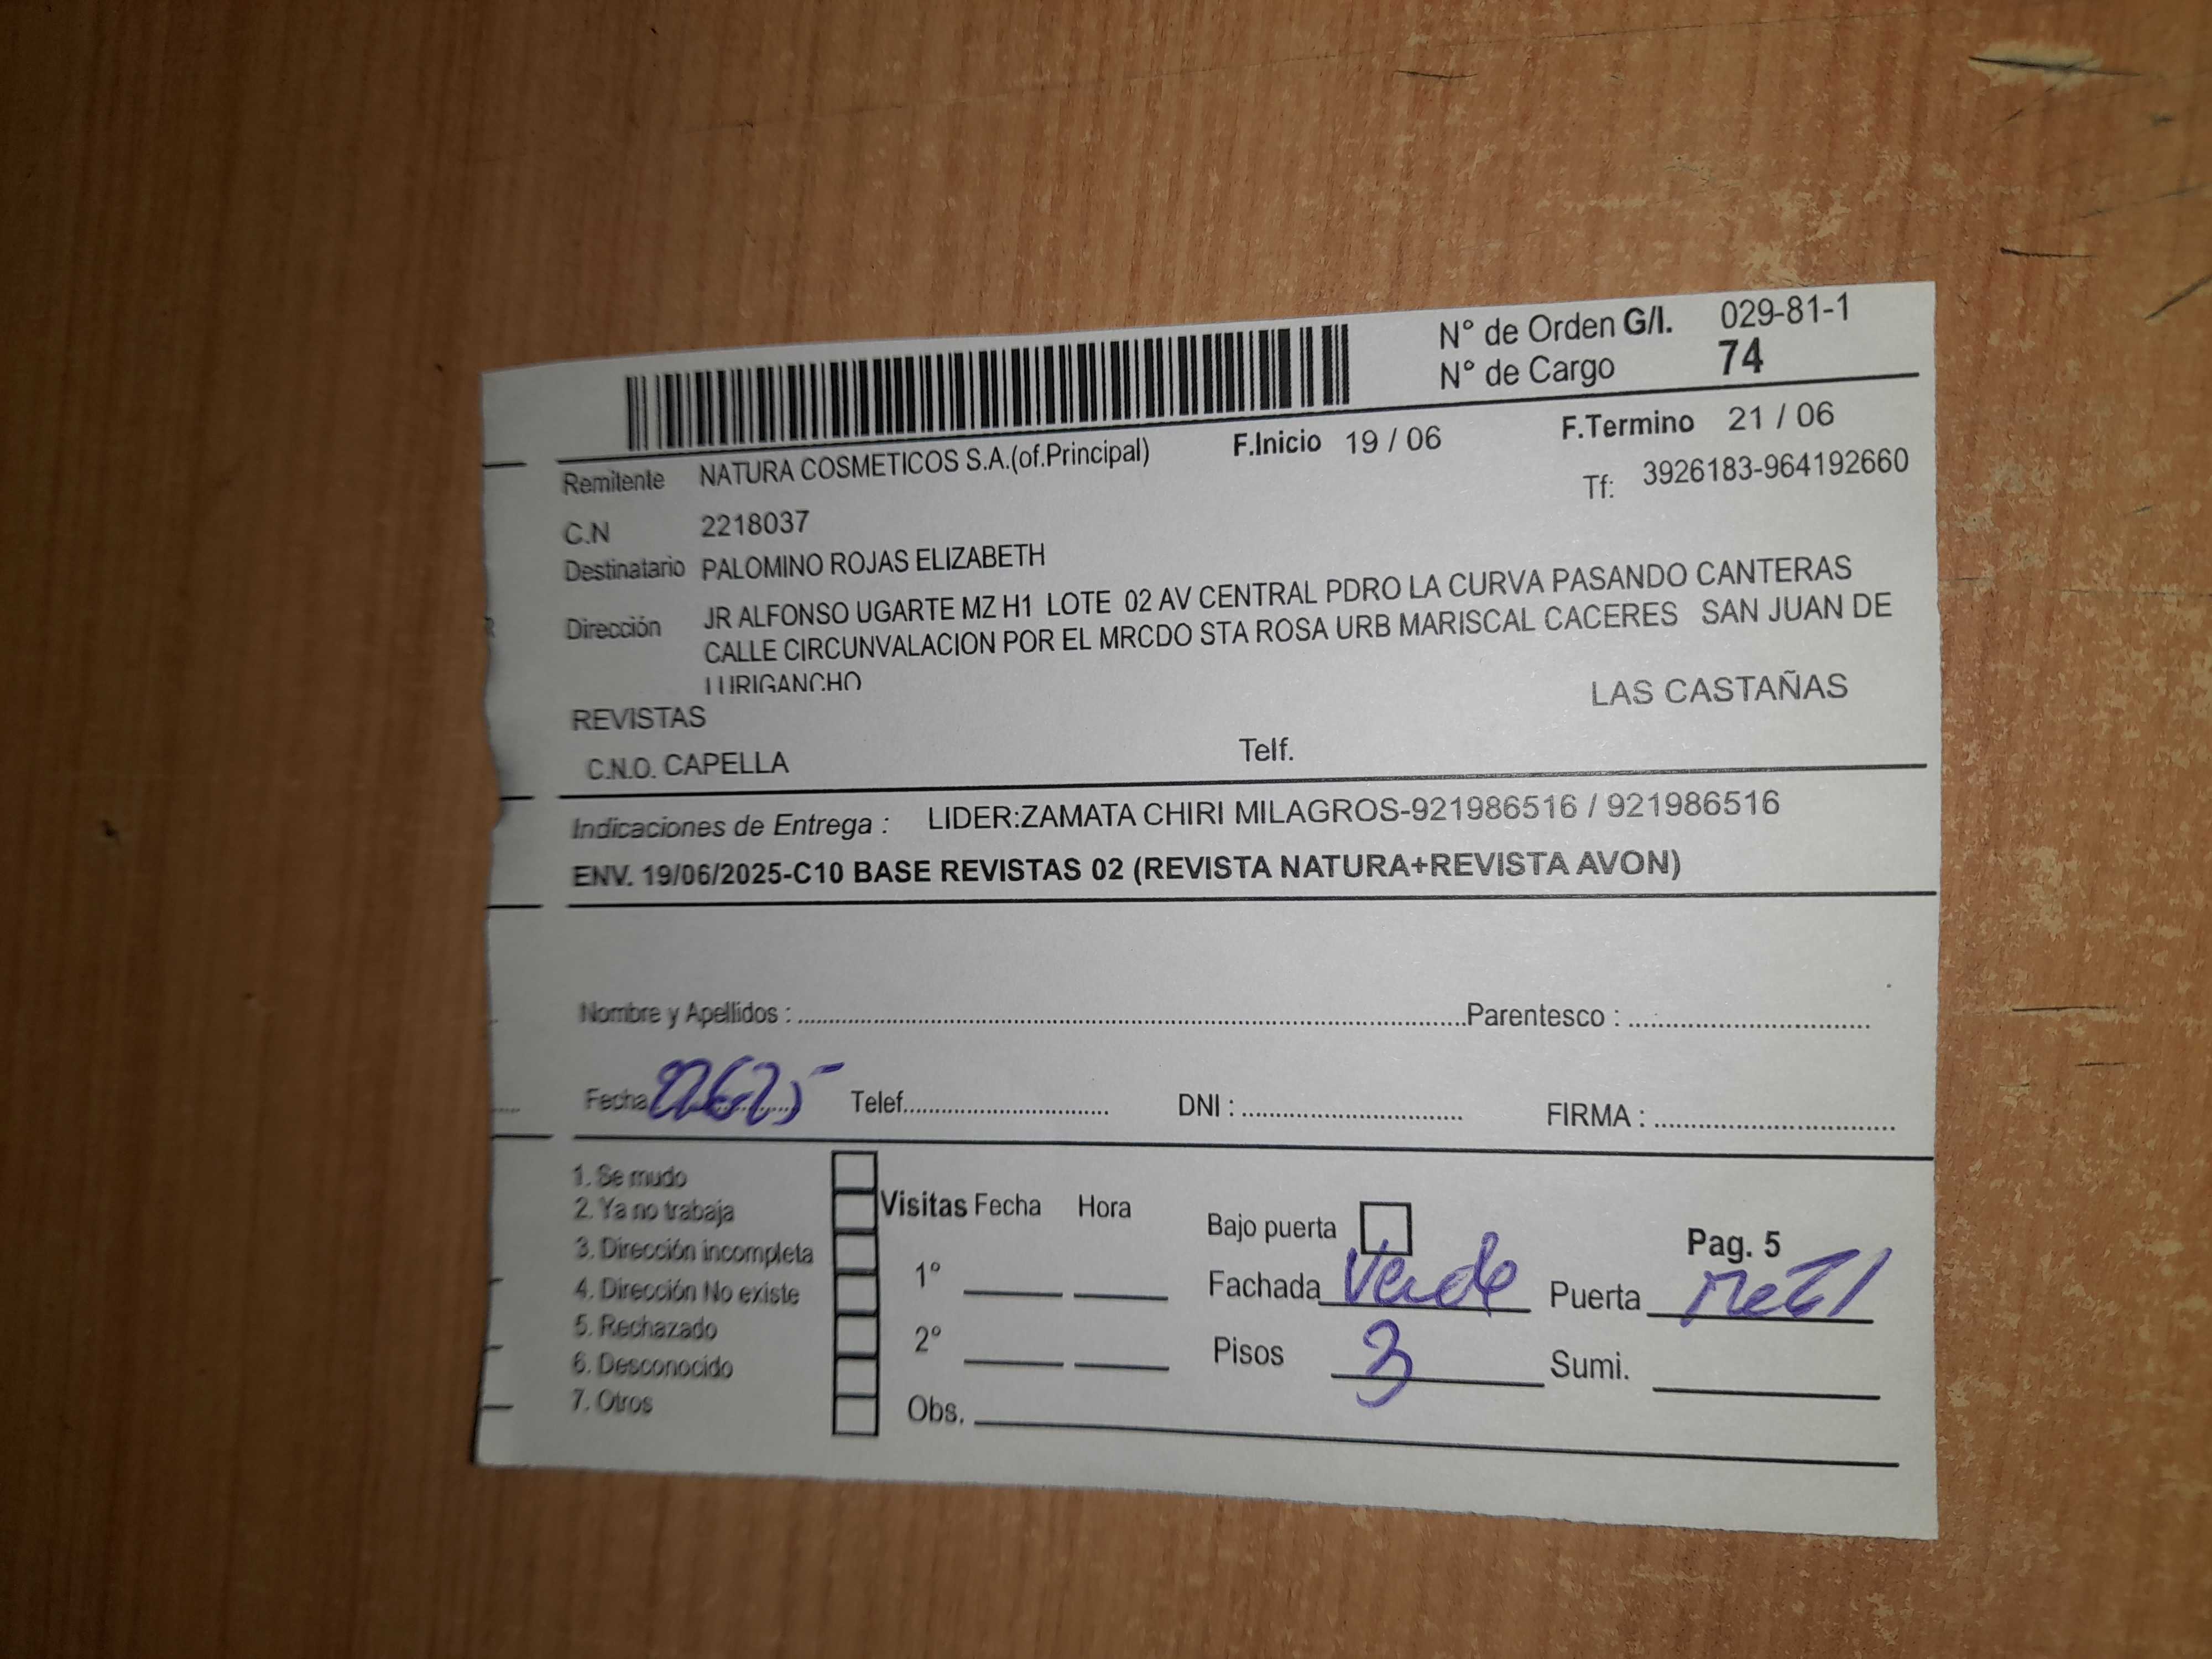 N° de Orden G/I. 029-81-1
N° de Cargo 74
F.Inicio 19 / 06 F.Termino 21 / 06
Remitente NATURA COSMETICOS S.A.(of.Principal)
Tf: 3926183-964192660
C.N 2218037
Destinatario PALOMINO ROJAS ELIZABETH
Dirección JR ALFONSO UGARTE MZ H1 LOTE 02 AV CENTRAL PDRO LA CURVA PASANDO CANTERAS
CALLE CIRCUNVALACION POR EL MRCDO STA ROSA URB MARISCAL CACERES SAN JUAN DE
LURIGANCHO
LAS CASTAÑAS
REVISTAS
C.N.O. CAPELLA Telf.
Indicaciones de Entrega : LIDER:ZAMATA CHIRI MILAGROS-921986516 / 921986516
ENV. 19/06/2025-C10 BASE REVISTAS 02 (REVISTA NATURA+REVISTA AVON)
Nombre y Apellidos : Parentesco :
Fecha Telef. DNI : FIRMA :
1. Se mudo
2. Ya no trabaja
3. Dirección incompleta
4. Dirección No existe
5. Rechazado
6. Desconocido
7. Otros
Visitas Fecha Hora
1°
2°
Obs.
Bajo puerta Pag. 5
Fachada Verde Puerta
Pisos 3 Sumi.